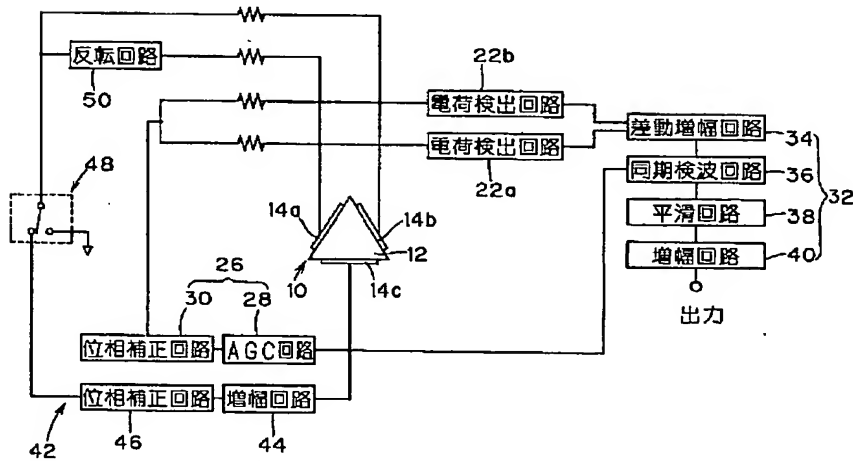 反転回路
50
22b
電荷検出回路
電荷検出回路
22a
差動増幅回路
34
同期検波回路
36
平滑回路
38
増幅回路
40
32
出力
48
14a
14b
12
10
14c
26
30
28
位相補正回路
AGC回路
位相補正回路
増幅回路
42
46
44